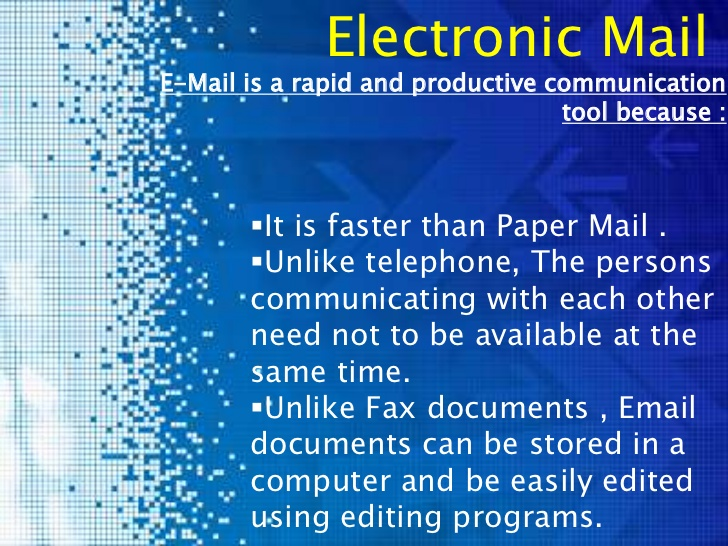 Electronic Mail
E-Mail is a rapid and productive communication
tool because :
▪It is faster than Paper Mail .
▪Unlike telephone, The persons
communicating with each other
need not to be available at the
same time.
▪Unlike Fax documents , Email
documents can be stored in a
computer and be easily edited
using editing programs.